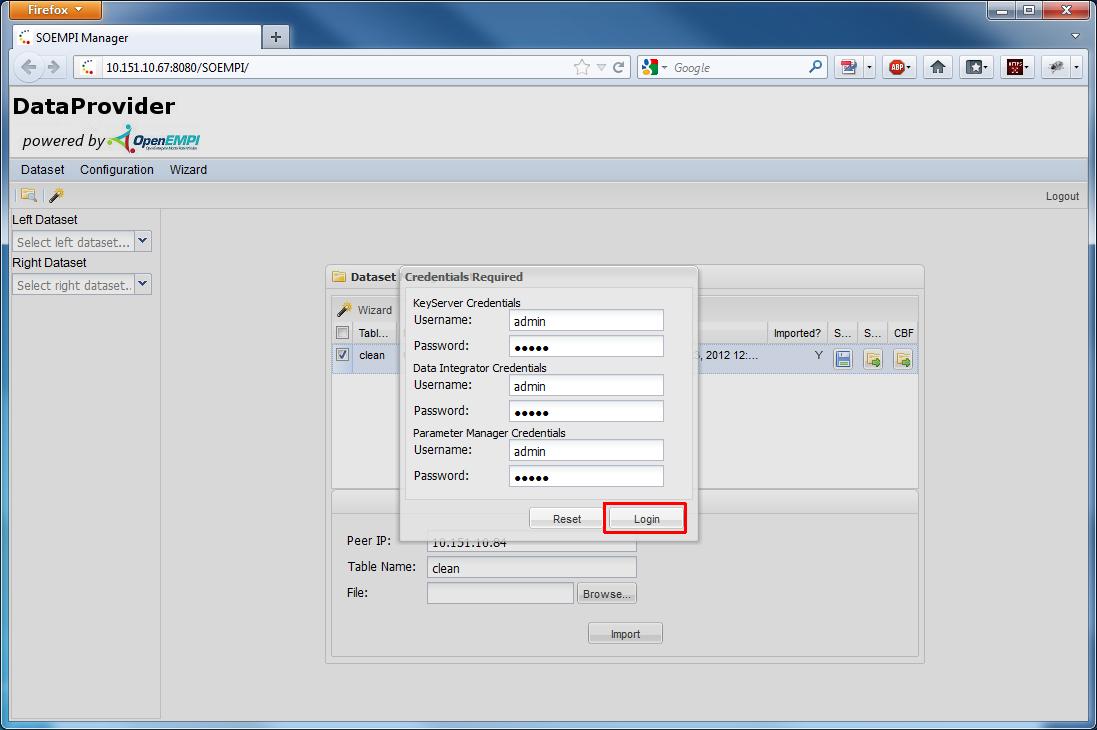 Firefox
SOEMPI Manager
10.151.10.67:8080/SOEMPI/
Google
ABP
HTTPS
DataProvider
powered by OpenEMPI
Dataset Configuration Wizard
Logout
Left Dataset
Select left dataset...
Right Dataset
Select right dataset..
Dataset
Credentials Required
Wizard
Tabl...
Imported? S... S... CBF
clean
, 2012 12:... Y
KeyServer Credentials
Username: admin
Password: ●●●●●
Data Integrator Credentials
Username: admin
Password: ●●●●●
Parameter Manager Credentials
Username: admin
Password: ●●●●●
Reset Login
Peer IP: 10.151.10.84
Table Name: clean
File: Browse...
Import